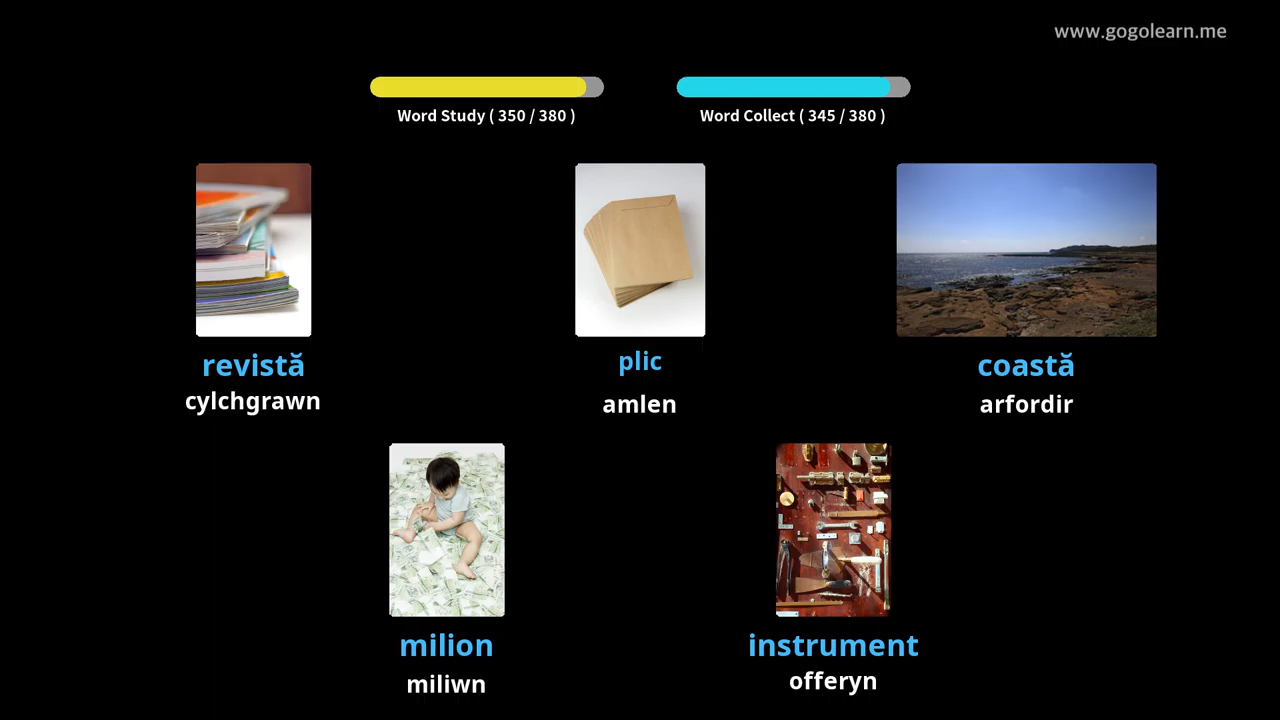 www.gogolearn.me
Word Study ( 350 / 380 )
Word Collect ( 345 / 380 )
revistă
cylchgrawn
plic
amlen
coastă
arfordir
milion
miliwn
instrument
offeryn